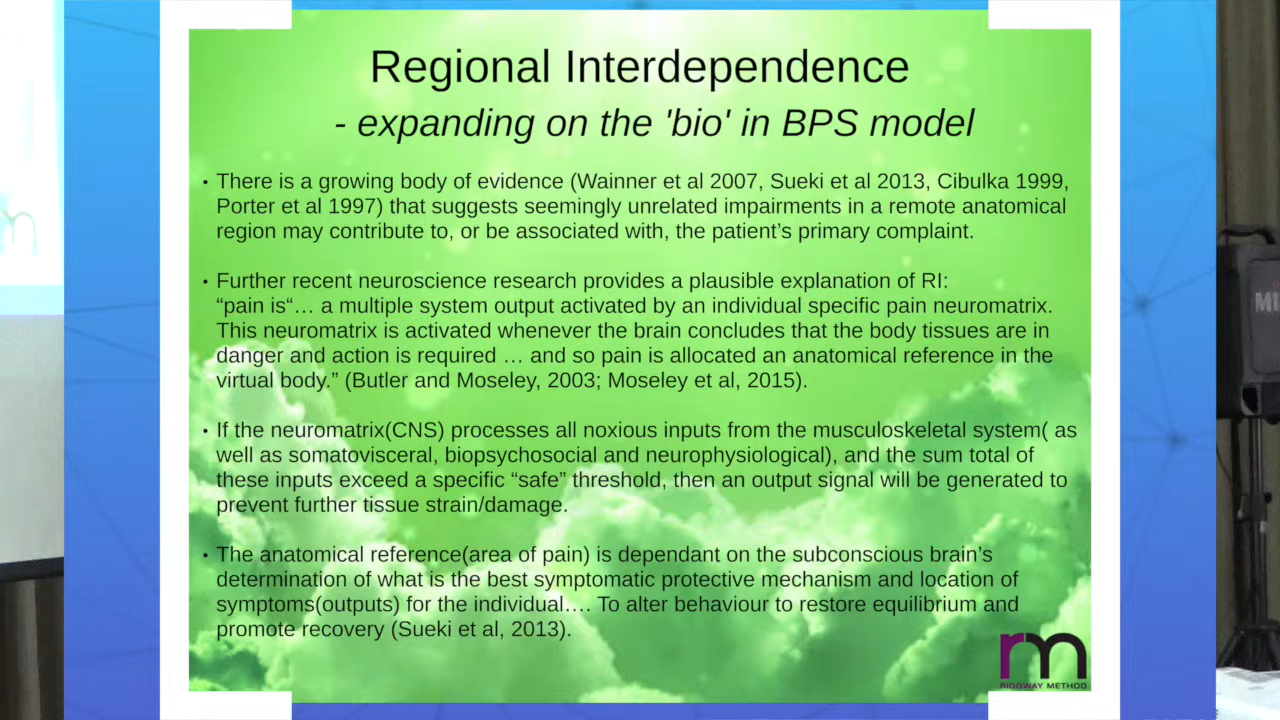 Regional Interdependence
- expanding on the 'bio' in BPS model
• There is a growing body of evidence (Wainner et al 2007, Sueki et al 2013, Cibulka 1999,
Porter et al 1997) that suggests seemingly unrelated impairments in a remote anatomical
region may contribute to, or be associated with, the patient’s primary complaint.
• Further recent neuroscience research provides a plausible explanation of RI:
“pain is“… a multiple system output activated by an individual specific pain neuromatrix.
This neuromatrix is activated whenever the brain concludes that the body tissues are in
danger and action is required … and so pain is allocated an anatomical reference in the
virtual body.” (Butler and Moseley, 2003; Moseley et al, 2015).
• If the neuromatrix(CNS) processes all noxious inputs from the musculoskeletal system( as
well as somatovisceral, biopsychosocial and neurophysiological), and the sum total of
these inputs exceed a specific “safe” threshold, then an output signal will be generated to
prevent further tissue strain/damage.
• The anatomical reference(area of pain) is dependant on the subconscious brain’s
determination of what is the best symptomatic protective mechanism and location of
symptoms(outputs) for the individual…. To alter behaviour to restore equilibrium and
promote recovery (Sueki et al, 2013).
rm
RIDGWAY METHOD